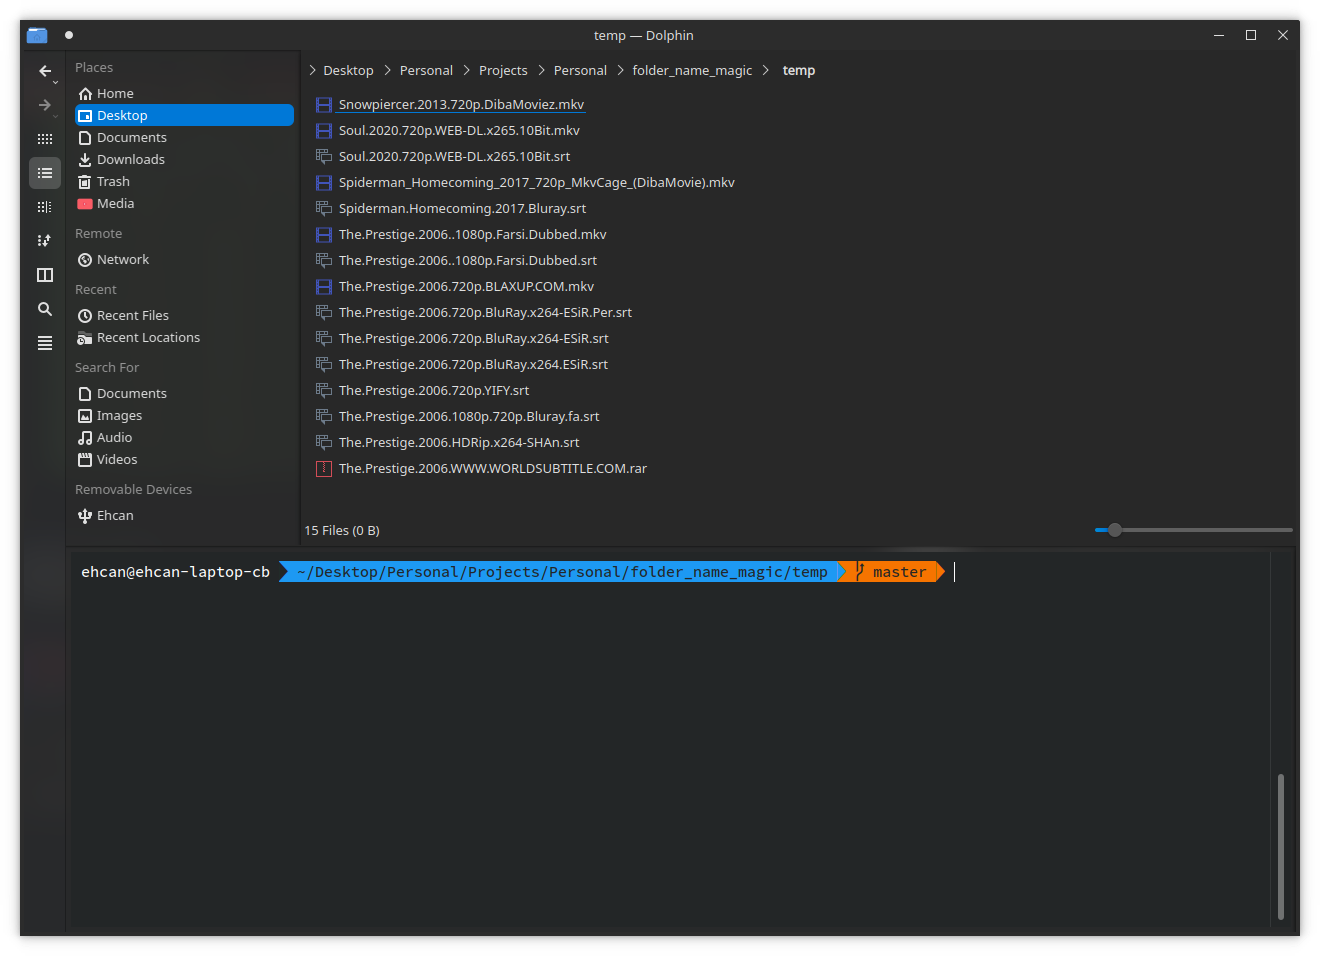 temp — Dolphin
Places
Home
Desktop
Documents
Downloads
Trash
Media
Remote
Network
Recent
Recent Files
Recent Locations
Search For
Documents
Images
Audio
Videos
Removable Devices
Ehcan
Desktop Personal Projects Personal folder_name_magic temp
Snowpiercer.2013.720p.DibaMoviez.mkv
Soul.2020.720p.WEB-DL.x265.10Bit.mkv
Soul.2020.720p.WEB-DL.x265.10Bit.srt
Spiderman_Homecoming_2017_720p_MkvCage_(DibaMovie).mkv
Spiderman.Homecoming.2017.Bluray.srt
The.Prestige.2006..1080p.Farsi.Dubbed.mkv
The.Prestige.2006..1080p.Farsi.Dubbed.srt
The.Prestige.2006.720p.BLAXUP.COM.mkv
The.Prestige.2006.720p.BluRay.x264-ESiR.Per.srt
The.Prestige.2006.720p.BluRay.x264-ESiR.srt
The.Prestige.2006.720p.BluRay.x264.ESiR.srt
The.Prestige.2006.720p.YIFY.srt
The.Prestige.2006.1080p.720p.Bluray.fa.srt
The.Prestige.2006.HDRip.x264-SHAn.srt
The.Prestige.2006.WWW.WORLDSUBTITLE.COM.rar
15 Files (0 B)
ehcan@ehcan-laptop-cb ~/Desktop/Personal/Projects/Personal/folder_name_magic/temp master